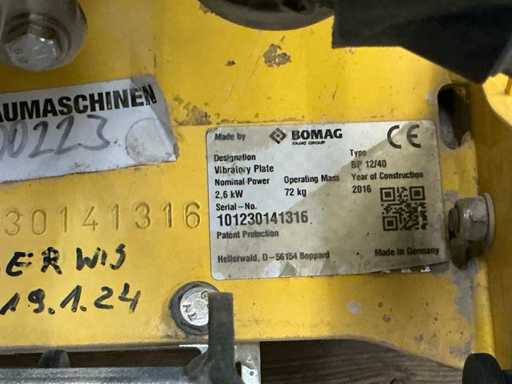 AUMASCHINEN
00223
30141316
ER WIS
19.1.24
Made by BOMAG CE
FAYAT GROUP
Designation Type
Vibratory Plate BP 12/40
Nominal Power Operating Mass Year of Construction
2,6 kW 72 kg 2016
Serial-No.
101230141316
Patent Protection
Hellerwald, D-56154 Boppard Made in Germany